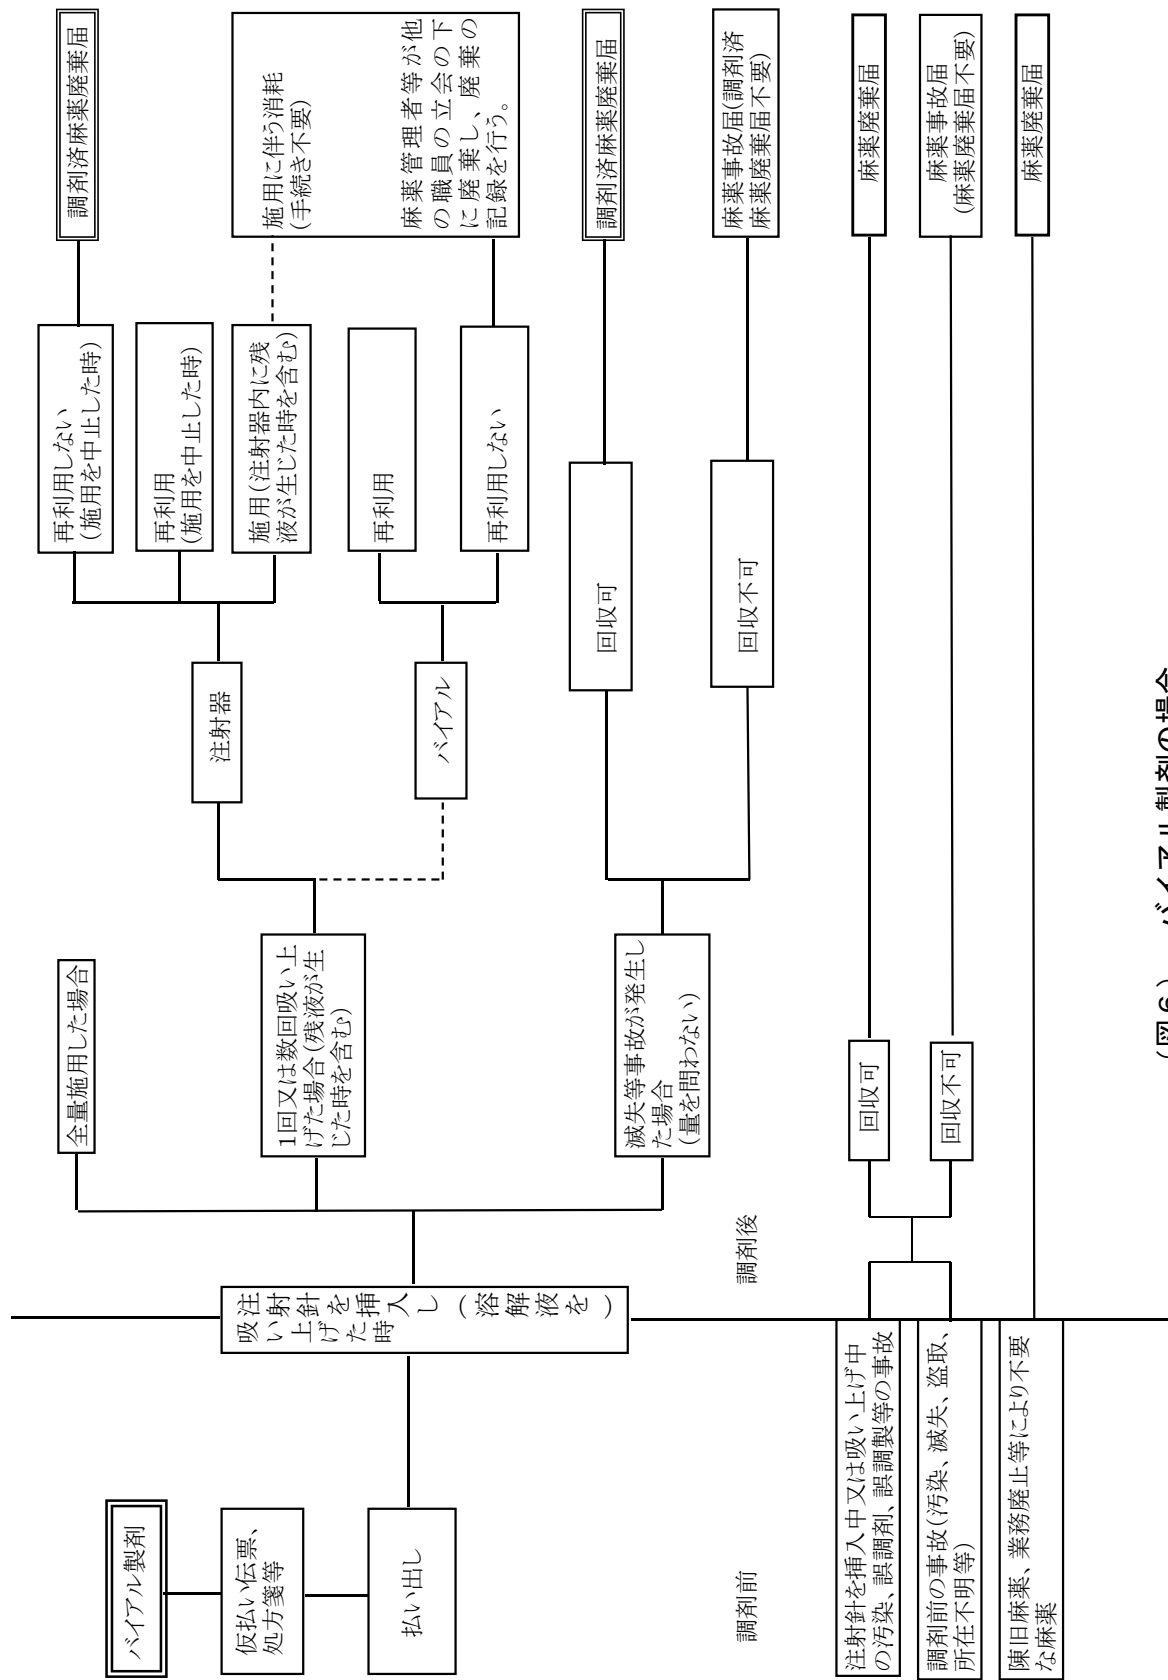 バイアル製剤
仮払い伝票、
処方箋等
払い出し
調剤前
注射針を挿入し(溶解液を)
吸い上げた時
調剤後
全量施用した場合
1回又は数回吸い上
げた場合(残液が生
じた時を含む)
滅失等事故が発生し
た場合
(量を問わない)
注射器
バイアル
再利用しない
(施用を中止した時)
再利用
(施用を中止した時)
施用(注射器内に残
液が生じた時を含む)
再利用
再利用しない
回収可
回収不可
調剤済麻薬廃棄届
施用に伴う消耗
(手続き不要)
麻薬管理者等が他
の職員の立会の下
に廃棄し、廃棄の
記録を行う。
調剤済麻薬廃棄届
麻薬事故届(調剤済
麻薬廃棄届不要)
注射針を挿入中又は吸い上げ中
の汚染、誤調剤、誤調製等の事故
調剤前の事故(汚染、滅失、盗取、
所在不明等)
陳旧麻薬、業務廃止等により不要
な麻薬
回収可
回収不可
麻薬廃棄届
麻薬事故届
(麻薬廃棄届不要)
麻薬廃棄届
(図6) バイアル製剤の場合